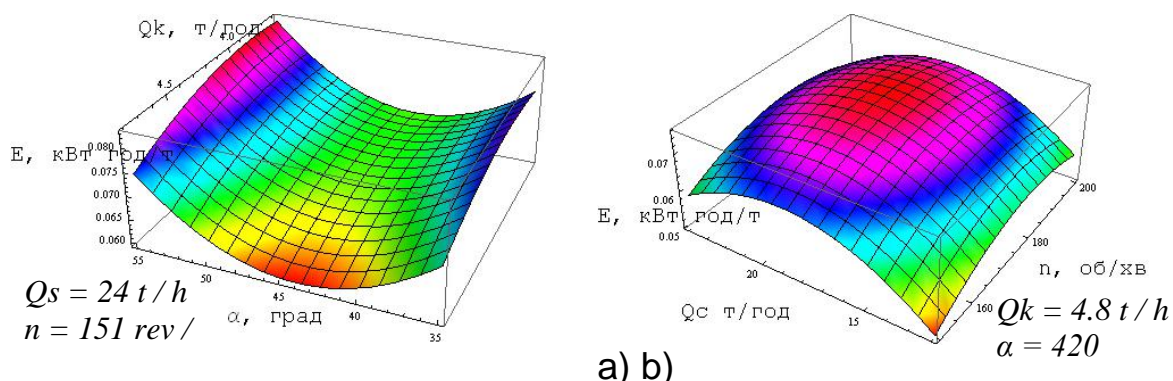 Qk, т/год
4.0
4.5
E, кВт год/т
0.080
0.075
0.070
0.065
0.060
55
50
45
40
35
α, град
Qs = 24 t / h
n = 151 rev /
E, кВт год/т
0.07
0.06
0.05
20
15
Qc т/год
200
180
160
n, об/хв
Qk = 4.8 t / h
α = 420
a) b)